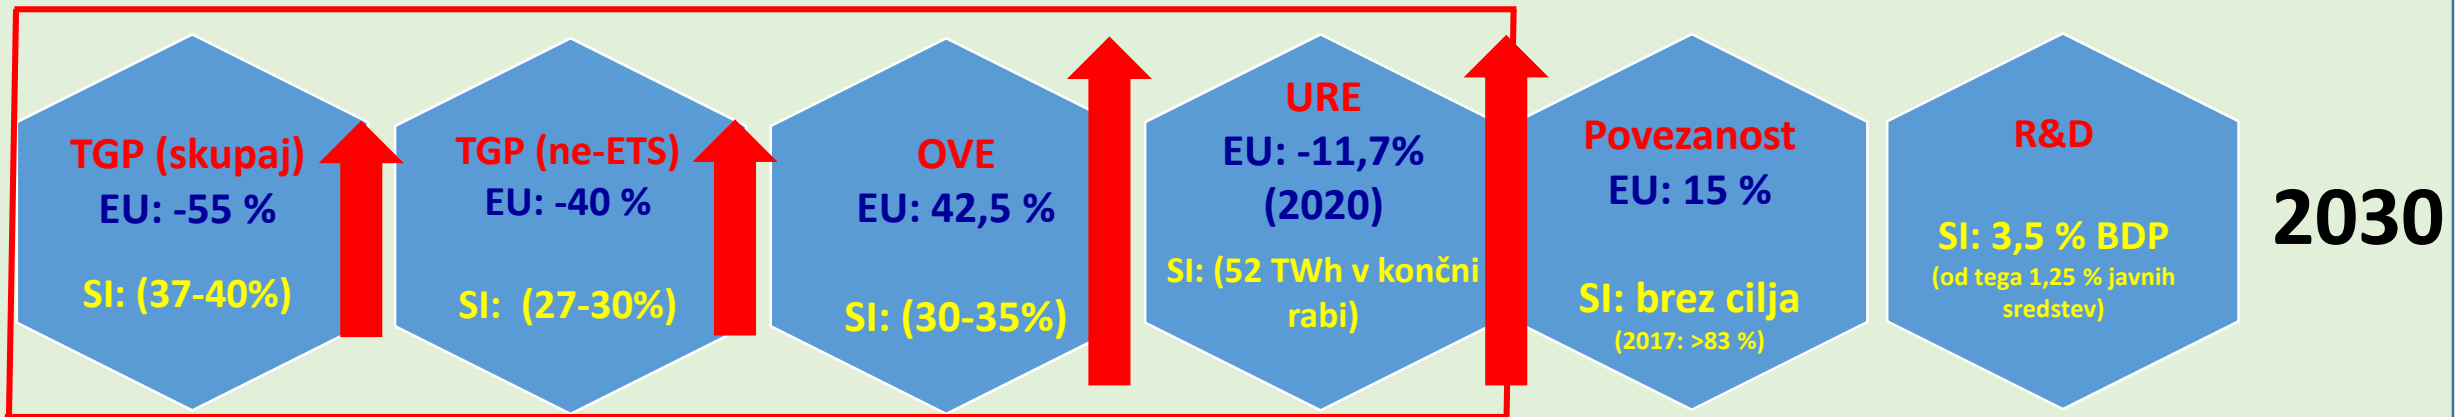 TGP (skupaj)
EU: -55 %
SI: (37-40%)
TGP (ne-ETS)
EU: -40 %
SI: (27-30%)
OVE
EU: 42,5 %
SI: (30-35%)
URE
EU: -11,7%
(2020)
SI: (52 TWh v končni
rabi)
Povezanost
EU: 15 %
SI: brez cilja
(2017: >83 %)
R&D
SI: 3,5 % BDP
(od tega 1,25 % javnih
sredstev)
2030